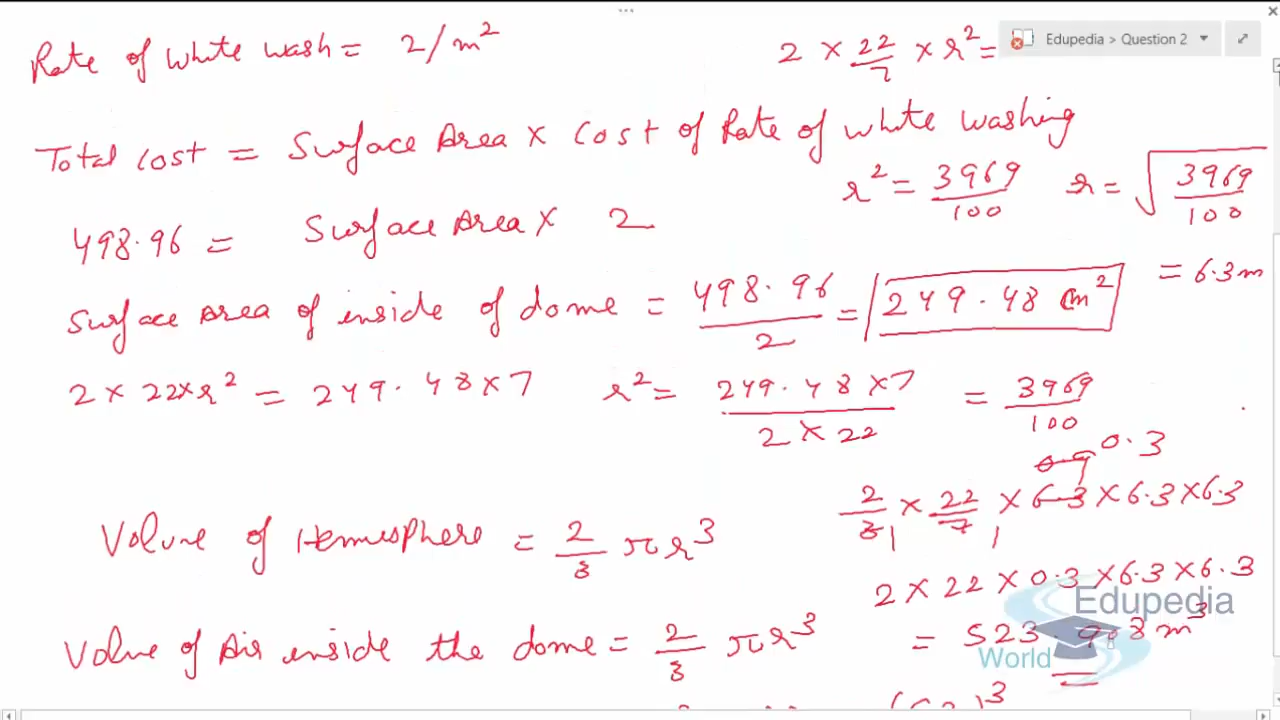 Edupedia > Question 2
Rate of white wash = 2/m²
2 × 22/7 × r² =
Total cost = Surface Area × cost of Rate of white washing
r² = 3969/100 r = √3969/100
= 6.3m
498.96 = Surface Area × 2
Surface Area of inside of dome = 498.96/2 = 249.48 m²
2 × 22 × r² = 249.48 × 7 r² = 249.48 × 7/2 × 22 = 3969/100
0.9 0.3
2/3 × 22/7 × 6.3 × 6.3 × 6.3
1 1
Volume of Hemisphere = 2/3 πr³
2 × 22 × 0.3 × 6.3 × 6.3
= 523.908 m³
Volume of Air inside the dome = 2/3 πr³
Edupedia
World